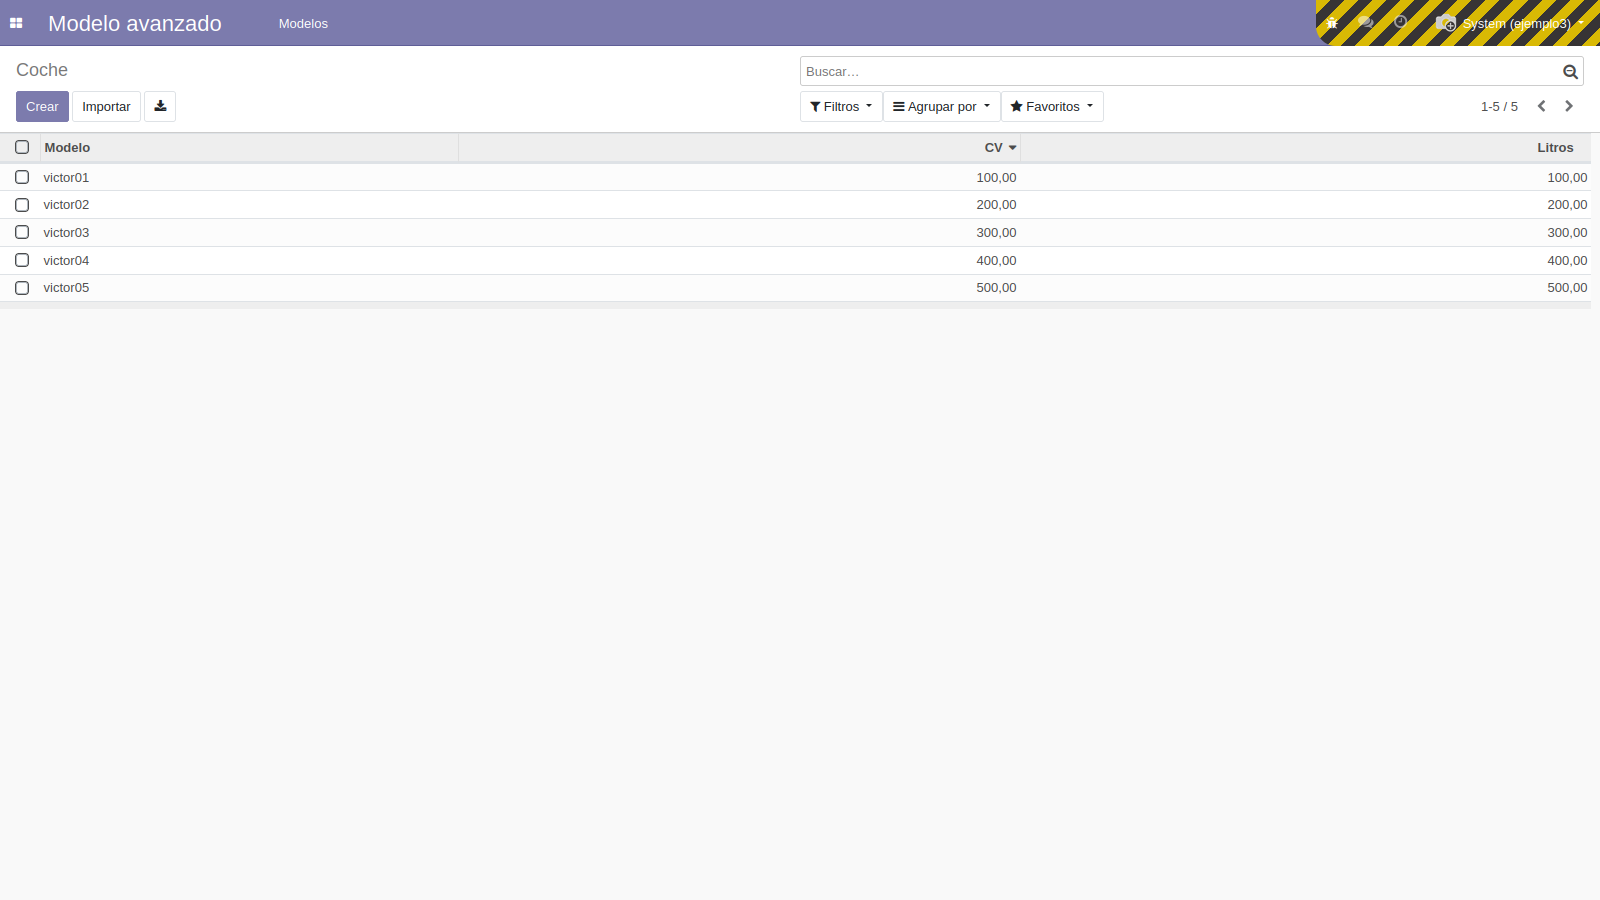 Modelo avanzado Modelos System (ejemplo3)
Coche Buscar...
Crear Importar Filtros Agrupar por Favoritos 1-5 / 5
Modelo CV Litros
victor01 100,00 100,00
victor02 200,00 200,00
victor03 300,00 300,00
victor04 400,00 400,00
victor05 500,00 500,00